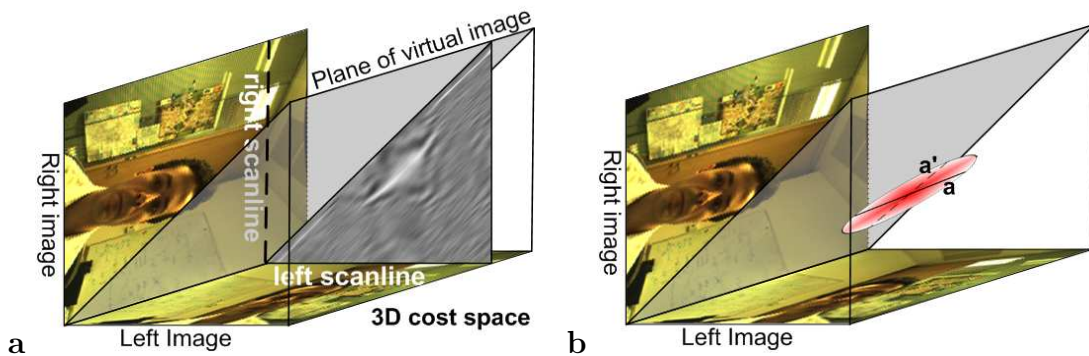 Plane of virtual image
right scanline
Right image
left scanline
3D cost space
Left Image
a
Right image
a'
a
Left Image
b